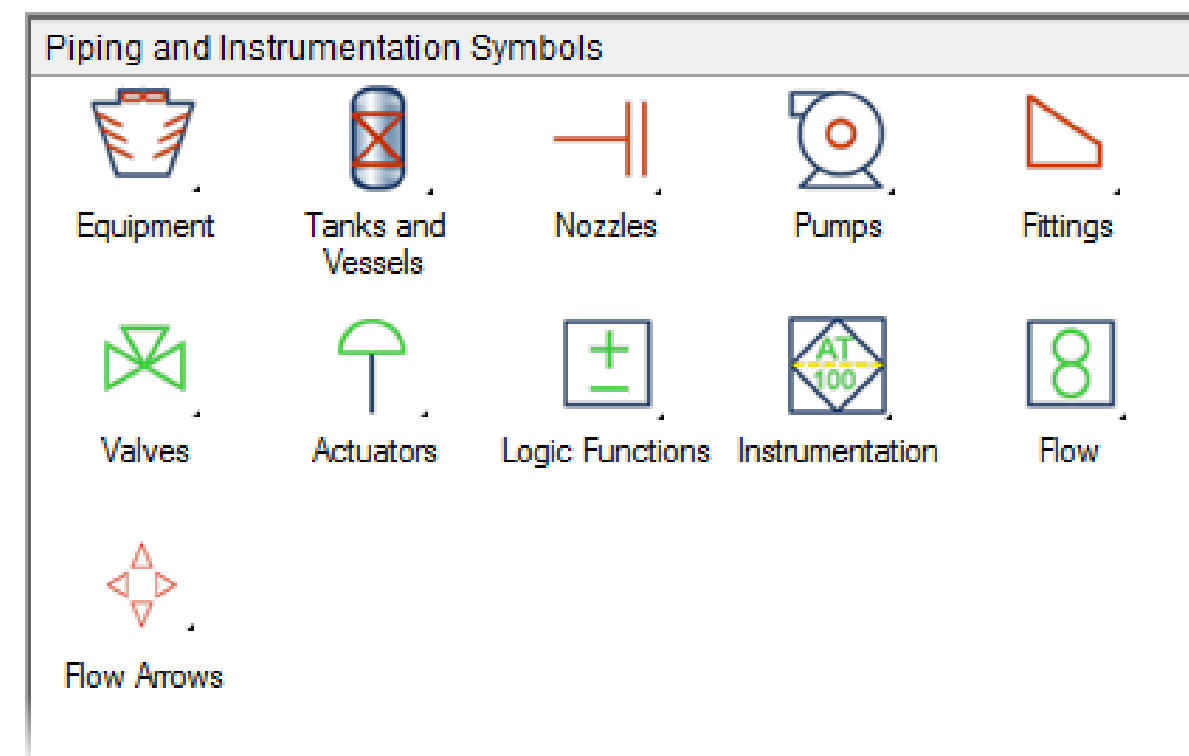 Piping and Instrumentation Symbols
Equipment
Tanks and
Vessels
Nozzles
Pumps
Fittings
Valves
Actuators
Logic Functions
AT
100
Instrumentation
Flow
Flow Arrows